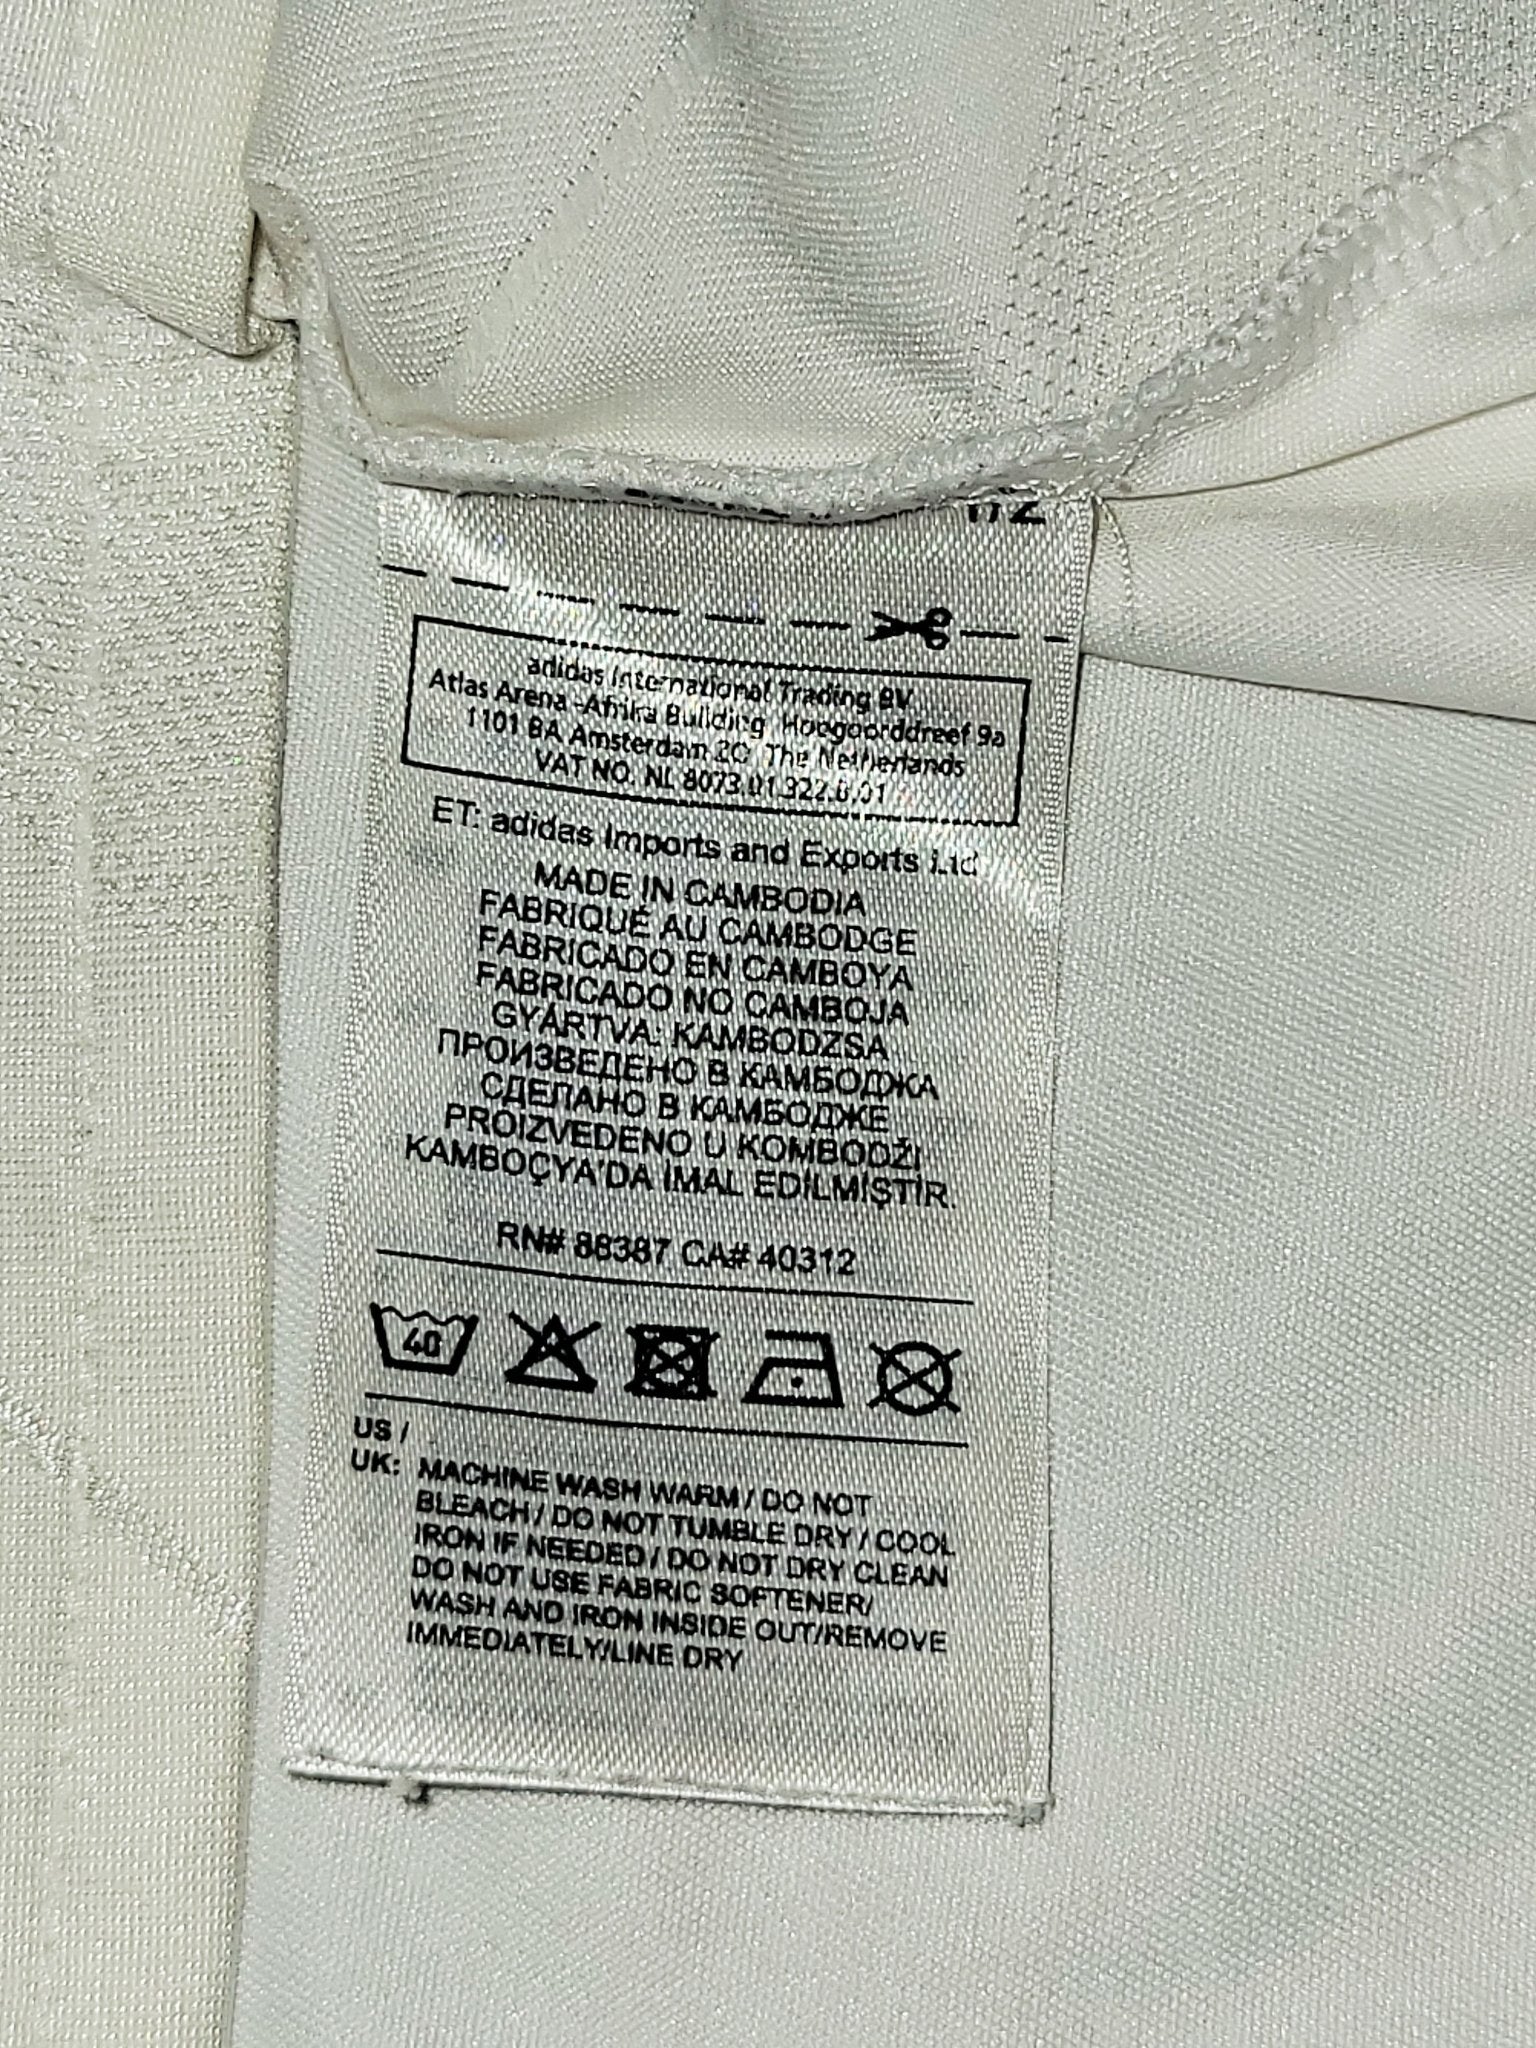 adidas International Trading BV
Atlas Arena -Afrika Building, Hoogoorddreef 9a
1101 BA Amsterdam ZO The Netherlands
VAT NO. NL 8073.01.322.B.01
ET: adidas Imports and Exports Ltd
MADE IN CAMBODIA
FABRIQUÉ AU CAMBODGE
FABRICADO EN CAMBOYA
FABRICADO NO CAMBOJA
GYÁRTVA: KAMBODZSA
ПРОИЗВЕДЕНО В КАМБОДЖА
СДЕЛАНО В КАМБОДЖЕ
PROIZVEDENO U KOMBODŽI
KAMBOÇYA'DA İMAL EDİLMİŞTİR.
RN# 88387 CA# 40312
40
US /
UK: MACHINE WASH WARM / DO NOT
BLEACH / DO NOT TUMBLE DRY / COOL
IRON IF NEEDED / DO NOT DRY CLEAN
DO NOT USE FABRIC SOFTENER/
WASH AND IRON INSIDE OUT/REMOVE
IMMEDIATELY/LINE DRY